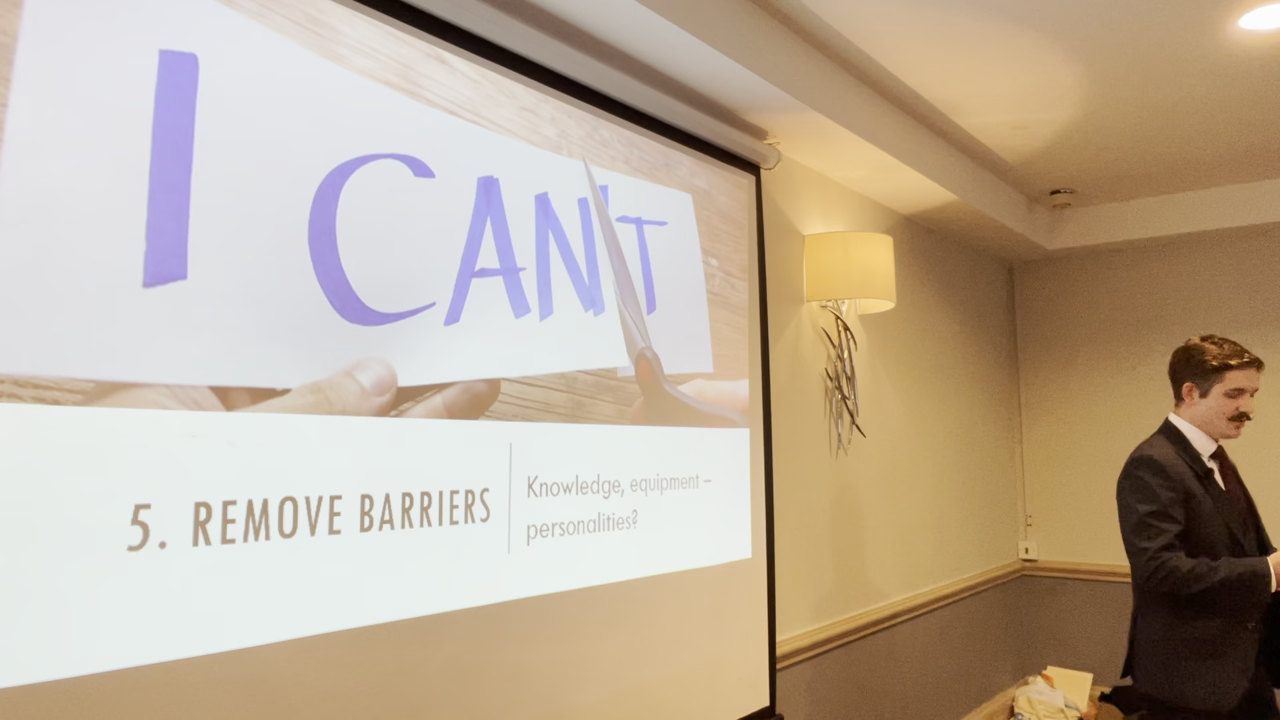 I CAN'T
5. REMOVE BARRIERS
Knowledge, equipment –
personalities?